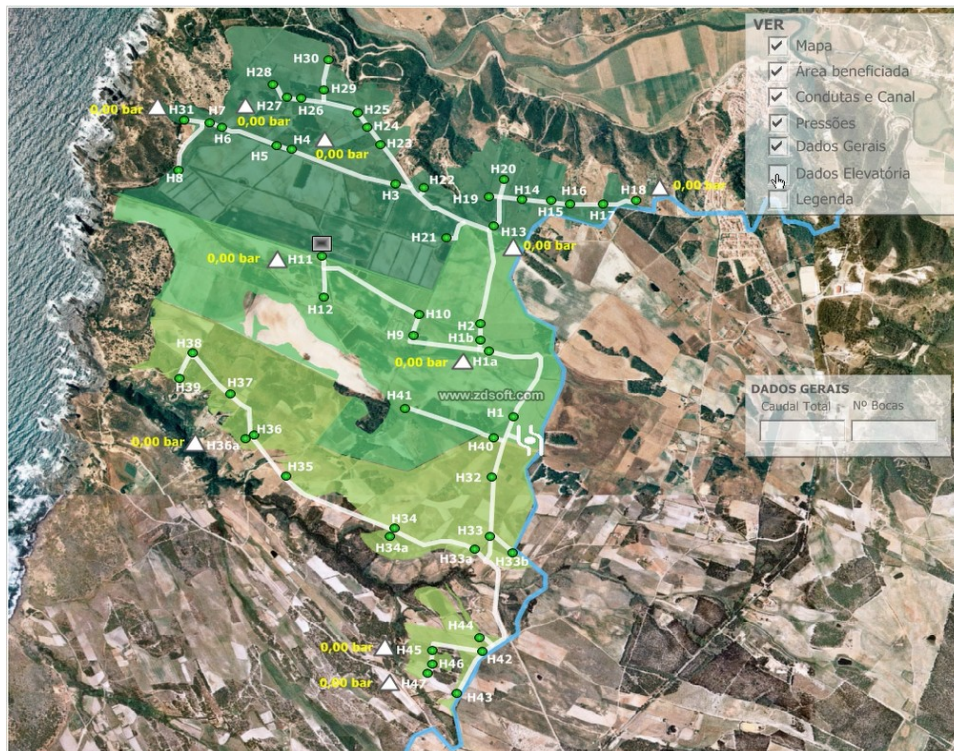 VER
Mapa
Área beneficiada
Condutas e Canal
Pressões
Dados Gerais
Dados Elevatória
Legenda
H30
H28
H29
0,00 bar
H31
H7
H27
H26
H25
0,00 bar
H6
H24
H5
H4
H23
0,00 bar
H8
H20
H3
H22
H19
H14
H16
H18
0,00 bar
H15
H17
H21
H13
0,00 bar
0,00 bar
H11
H12
H10
H2
H9
H1b
H38
0,00 bar
H1a
H39
H37
www.zdsoft.com
DADOS GERAIS
Caudal Total
Nº Bocas
H41
H1
H36
0,00 bar
H36a
H40
H35
H32
H34
H33
H34a
H33a
H33b
H44
0,00 bar
H45
H42
H46
0,00 bar
H47
H43